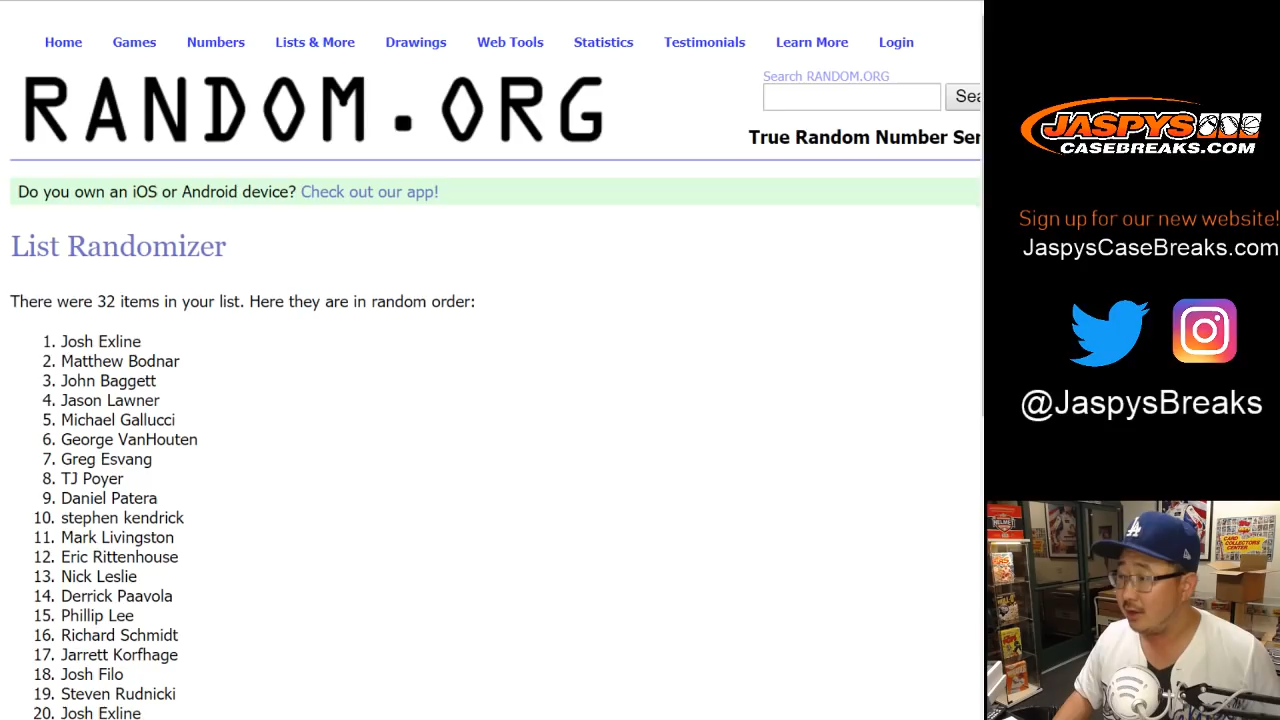 Home Games Numbers Lists & More Drawings Web Tools Statistics Testimonials Learn More Login
RANDOM.ORG
Search RANDOM.ORG
Sea
True Random Number Ser
Do you own an iOS or Android device? Check out our app!
List Randomizer
There were 32 items in your list. Here they are in random order:
1. Josh Exline
2. Matthew Bodnar
3. John Baggett
4. Jason Lawner
5. Michael Gallucci
6. George VanHouten
7. Greg Esvang
8. TJ Poyer
9. Daniel Patera
10. stephen kendrick
11. Mark Livingston
12. Eric Rittenhouse
13. Nick Leslie
14. Derrick Paavola
15. Phillip Lee
16. Richard Schmidt
17. Jarrett Korfhage
18. Josh Filo
19. Steven Rudnicki
20. Josh Exline
JASPYS
CASEBREAKS.COM
Sign up for our new website!
JaspysCaseBreaks.com
@JaspysBreaks
LA